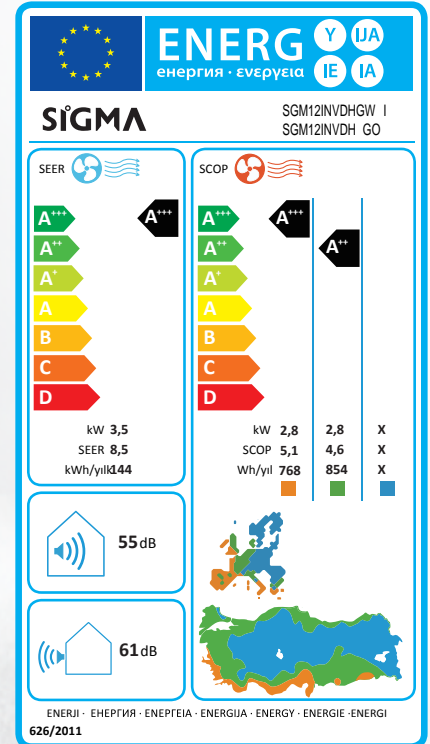 ENERG Y IJA
енергия · ενεργεια IE IA
SİGMA
SGM12INVDHGW I
SGM12INVDH GO
SEER
A+++
A++
A+
A
B
C
D
A+++
kW 3,5
SEER 8,5
kWh/yılk144
SCOP
A+++
A++
A+
A
B
C
D
A+++
A++
kW 2,8 2,8 X
SCOP 5,1 4,6 X
Wh/yıl 768 854 X
55dB
61dB
ENERJI · ЕНЕРГИЯ · ΕΝΕΡΓΕΙΑ · ENERGIJA · ENERGY · ENERGIE ·ENERGI
626/2011